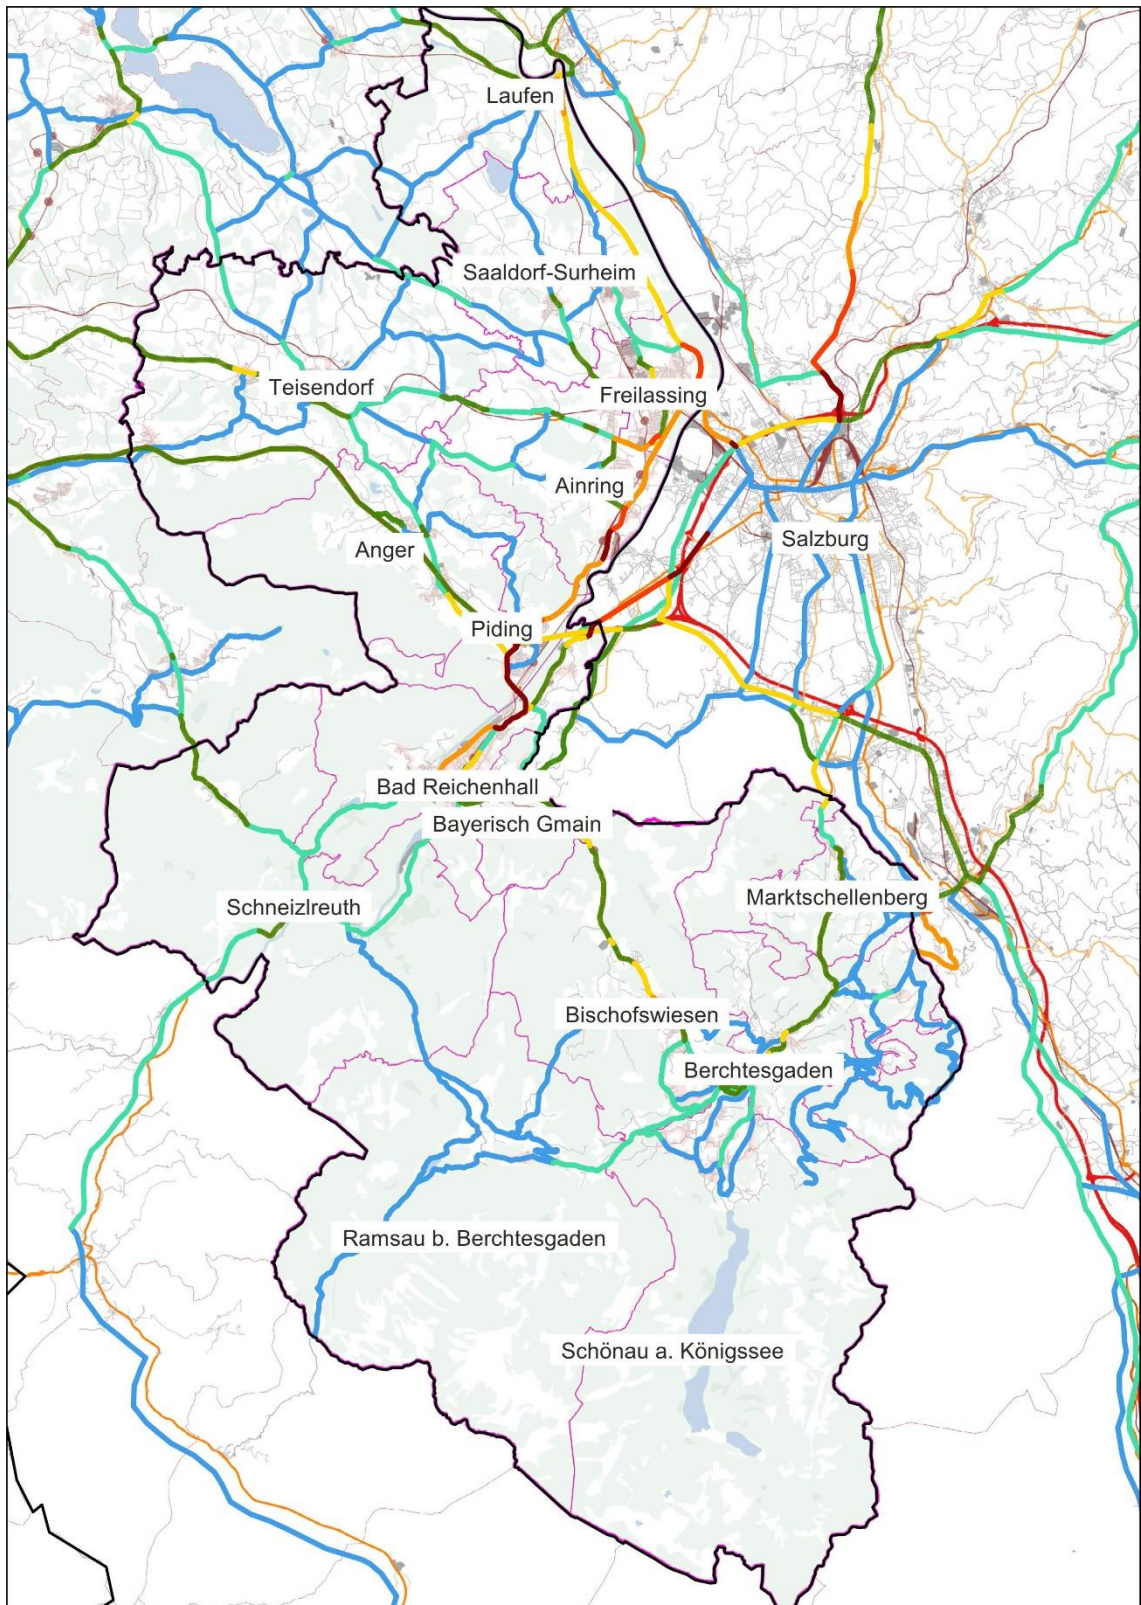 Laufen
Saaldorf-Surheim
Teisendorf
Freilassing
Ainring
Anger
Salzburg
Piding
Bad Reichenhall
Bayerisch Gmain
Schneizlreuth
Marktschellenberg
Bischofswiesen
Berchtesgaden
Ramsau b. Berchtesgaden
Schönau a. Königssee